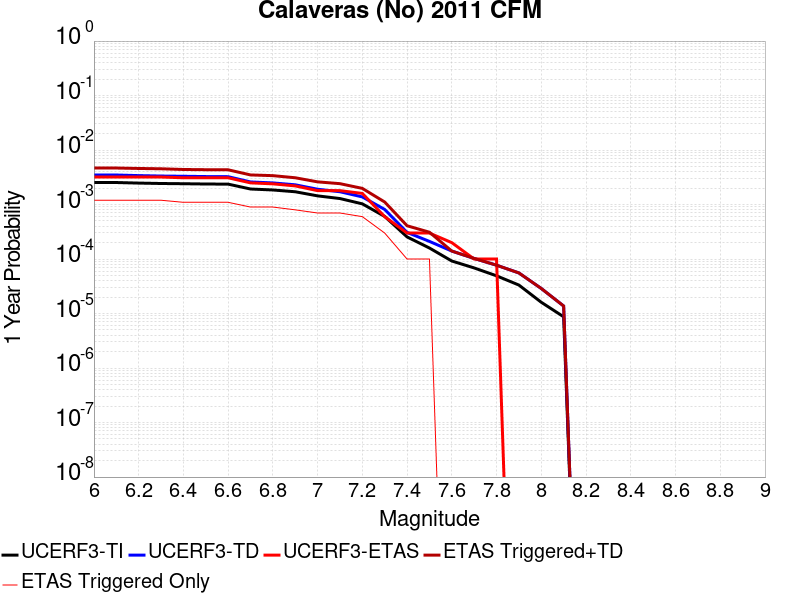 Calaveras (No) 2011 CFM
10 0
10 -1
10 -2
10 -3
10 -4
10 -5
10 -6
10 -7
10 -8
1 Year Probability
6 6.2 6.4 6.6 6.8 7 7.2 7.4 7.6 7.8 8 8.2 8.4 8.6 8.8 9
Magnitude
UCERF3-TI UCERF3-TD UCERF3-ETAS ETAS Triggered+TD
ETAS Triggered Only